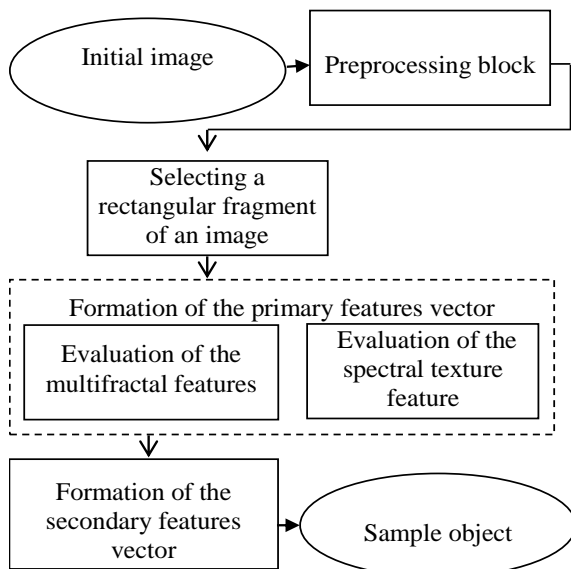 Initial image
Preprocessing block
Selecting a
rectangular fragment
of an image
Formation of the primary features vector
Evaluation of the
multifractal features
Evaluation of the
spectral texture
feature
Formation of the
secondary features
vector
Sample object